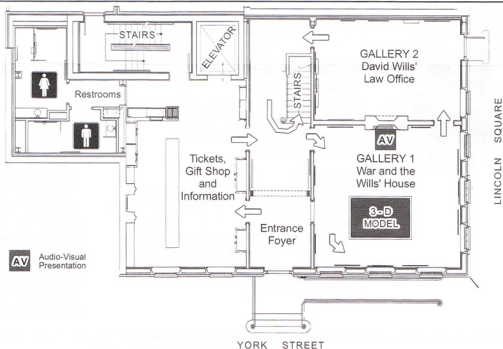 STAIRS
ELEVATOR
GALLERY 2
David Wills'
Law Office
Restrooms
STAIRS
AV
Tickets,
Gift Shop
and
Information
GALLERY 1
War and the
Wills' House
3-D
MODEL
Entrance
Foyer
AV
Audio-Visual
Presentation
LINCOLN SQUARE
YORK STREET